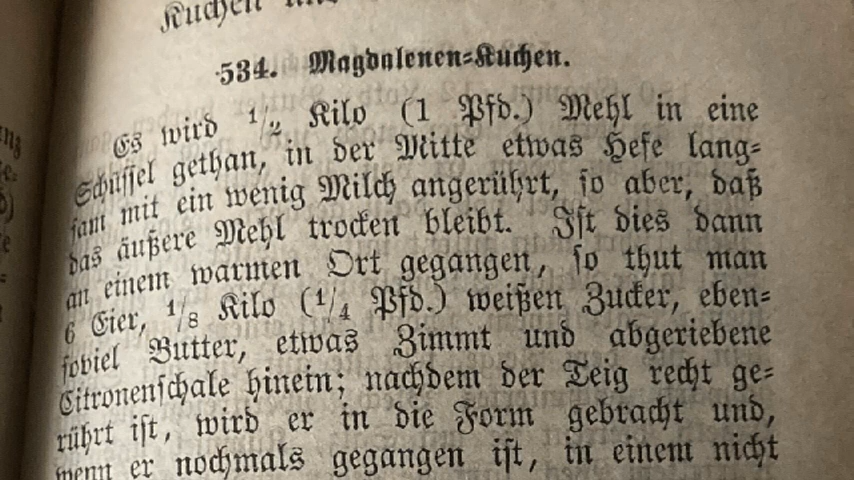 Kuchen
534. Magdalenen=Kuchen.
Es wird 1/2 Kilo (1 Pfd.) Mehl in eine
Schüssel gethan, in der Mitte etwas Hefe lang=
sam mit ein wenig Milch angerührt, so aber, daß
das äußere Mehl trocken bleibt. Ist dies dann
an einem warmen Ort gegangen, so thut man
6 Eier, 1/8 Kilo (1/4 Pfd.) weißen Zucker, eben=
soviel Butter, etwas Zimmt und abgeriebene
Citronenschale hinein; nachdem der Teig recht ge=
rührt ist, wird er in die Form gebracht und,
wenn er nochmals gegangen ist, in einem nicht